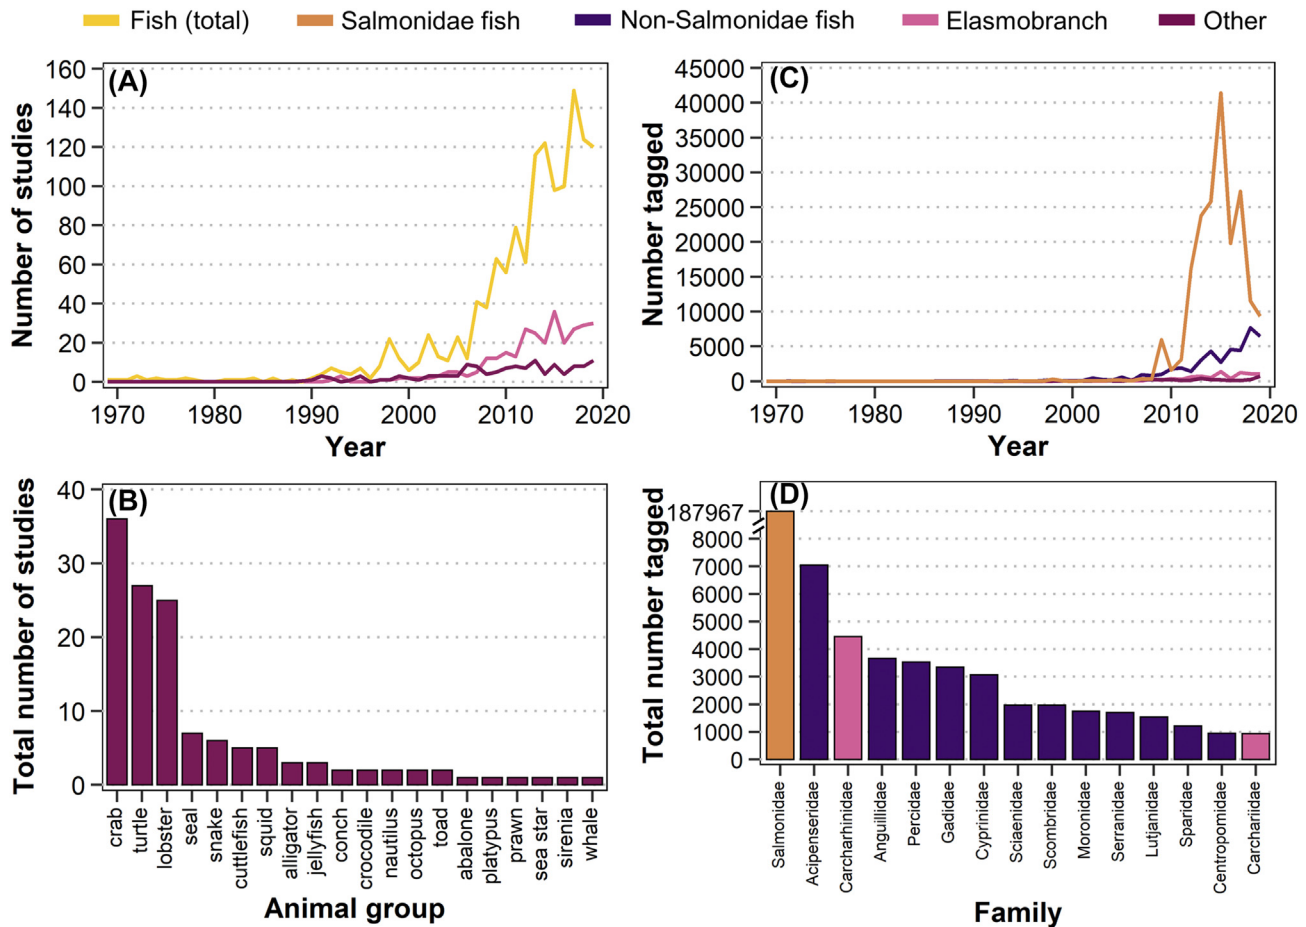 Fish (total) Salmonidae fish Non-Salmonidae fish Elasmobranch Other
(A)
Number of studies
160
140
120
100
80
60
40
20
0
1970 1980 1990 2000 2010 2020
Year
(C)
Number tagged
45000
40000
35000
30000
25000
20000
15000
10000
5000
0
1970 1980 1990 2000 2010 2020
Year
(B)
Total number of studies
40
30
20
10
0
crab turtle lobster seal snake cuttlefish squid alligator jellyfish conch crocodile nautilus octopus toad abalone platypus prawn sea star sirenia whale
Animal group
(D)
Total number tagged
187967
8000
7000
6000
5000
4000
3000
2000
1000
0
Salmonidae Acipenseridae Carcharhinidae Anguillidae Percidae Gadidae Cyprinidae Sciaenidae Scombridae Moronidae Serranidae Lutjanidae Sparidae Centropomidae Carchariidae
Family